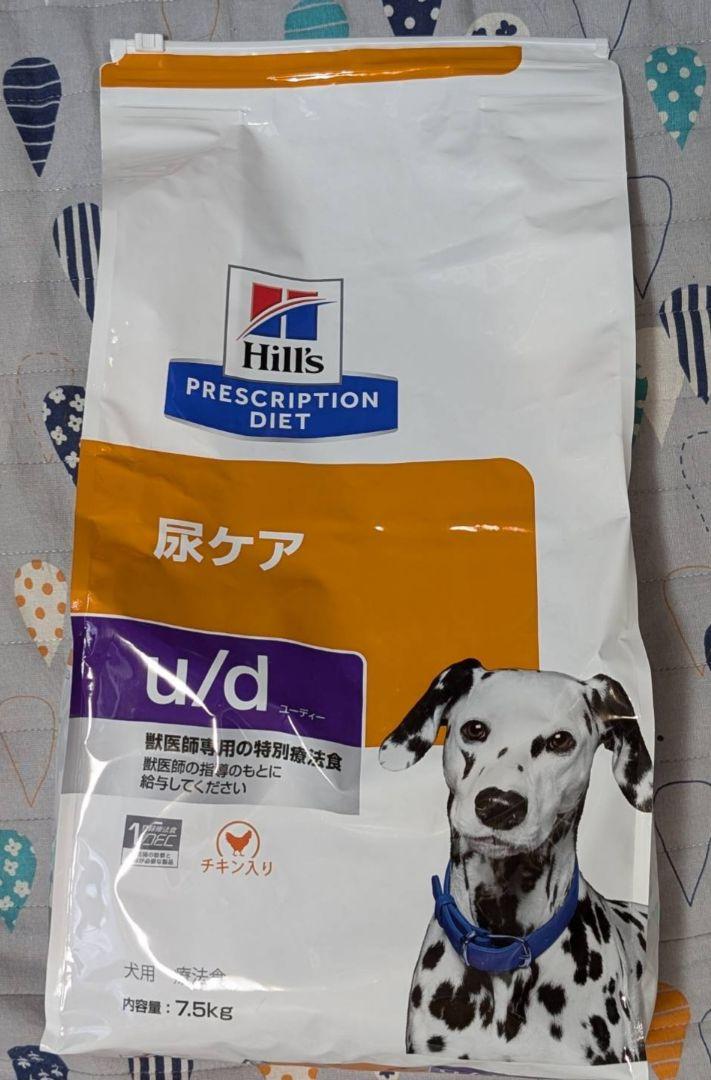 Hill's
PRESCRIPTION
DIET
尿ケア
u/d ユーディー
獣医師専用の特別療法食
獣医師の指導のもとに
給与してください
チキン入り
犬用 療法食
内容量：7.5kg